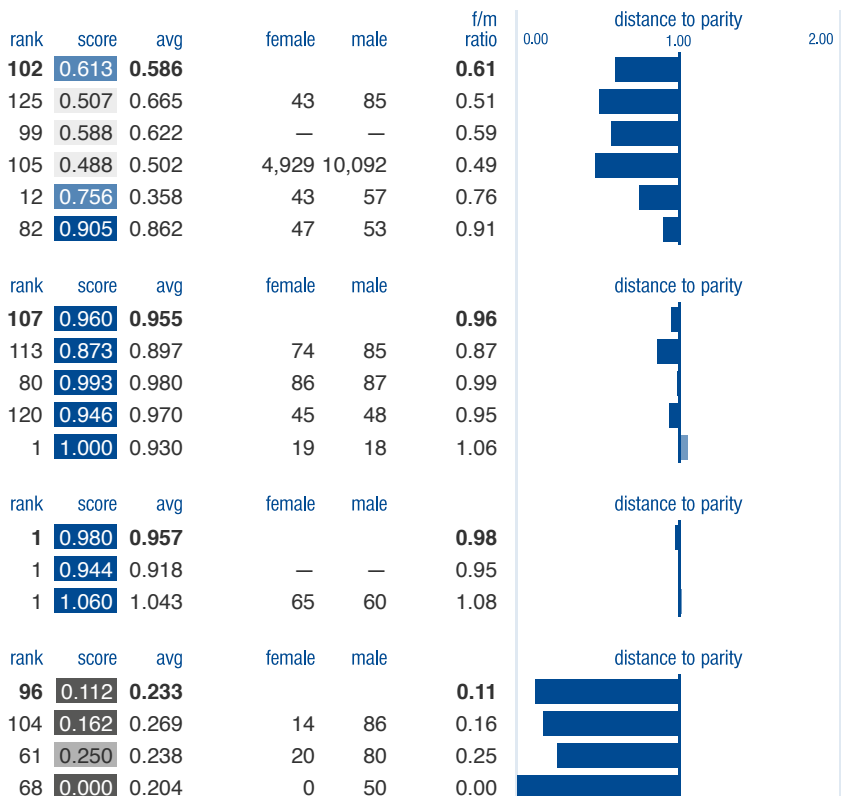 f/m distance to parity
rank score avg female male ratio 0.00 1.00 2.00
102 0.613 0.586 0.61
125 0.507 0.665 43 85 0.51
99 0.588 0.622 — — 0.59
105 0.488 0.502 4,929 10,092 0.49
12 0.756 0.358 43 57 0.76
82 0.905 0.862 47 53 0.91
rank score avg female male distance to parity
107 0.960 0.955 0.96
113 0.873 0.897 74 85 0.87
80 0.993 0.980 86 87 0.99
120 0.946 0.970 45 48 0.95
1 1.000 0.930 19 18 1.06
rank score avg female male distance to parity
1 0.980 0.957 0.98
1 0.944 0.918 — — 0.95
1 1.060 1.043 65 60 1.08
rank score avg female male distance to parity
96 0.112 0.233 0.11
104 0.162 0.269 14 86 0.16
61 0.250 0.238 20 80 0.25
68 0.000 0.204 0 50 0.00